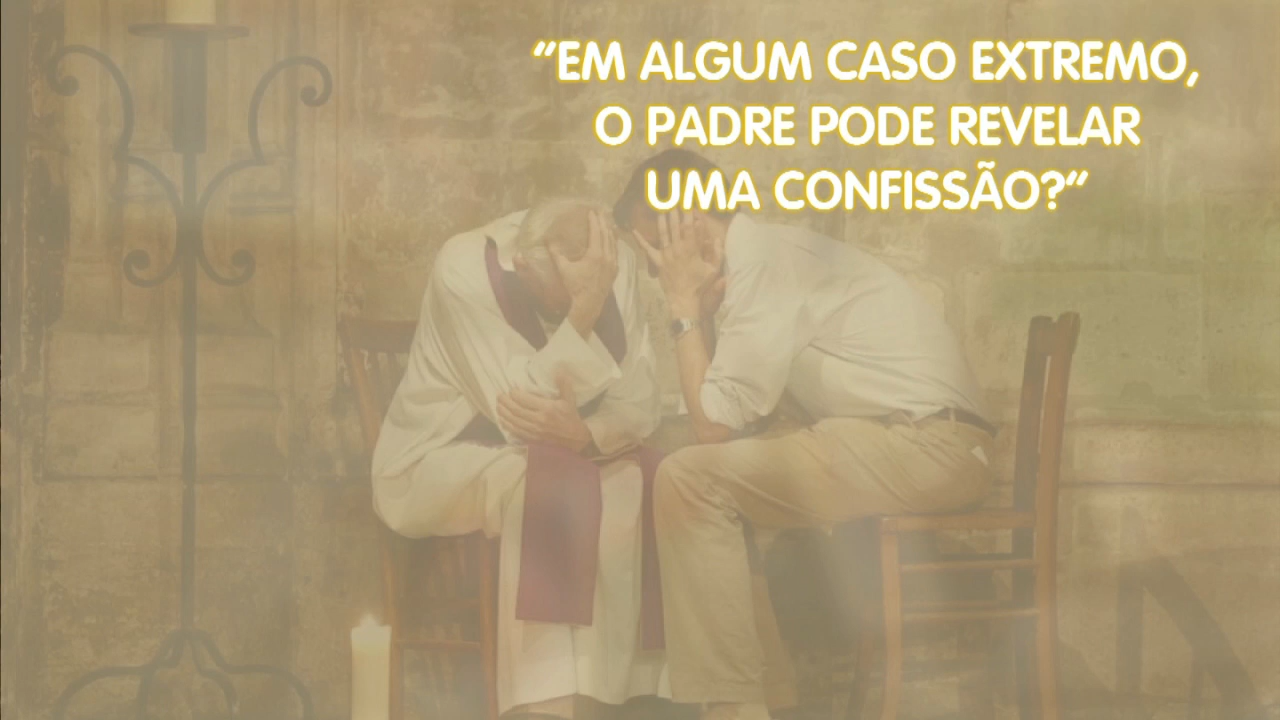 “EM ALGUM CASO EXTREMO,
O PADRE PODE REVELAR
UMA CONFISSÃO?”